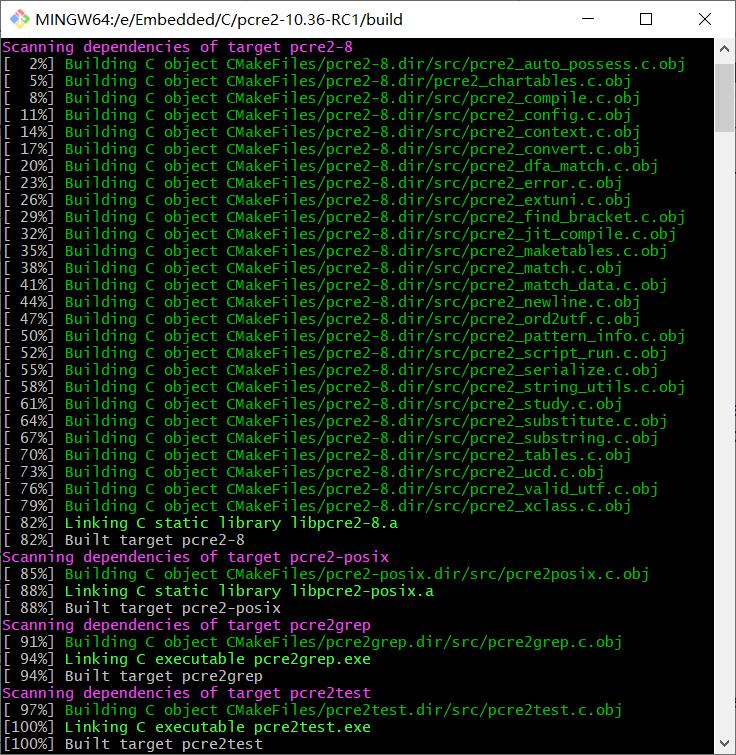 MINGW64:/e/Embedded/C/pcre2-10.36-RC1/build
Scanning dependencies of target pcre2-8
[  2%] Building C object CMakeFiles/pcre2-8.dir/src/pcre2_auto_possess.c.obj
[  5%] Building C object CMakeFiles/pcre2-8.dir/pcre2_chartables.c.obj
[  8%] Building C object CMakeFiles/pcre2-8.dir/src/pcre2_compile.c.obj
[ 11%] Building C object CMakeFiles/pcre2-8.dir/src/pcre2_config.c.obj
[ 14%] Building C object CMakeFiles/pcre2-8.dir/src/pcre2_context.c.obj
[ 17%] Building C object CMakeFiles/pcre2-8.dir/src/pcre2_convert.c.obj
[ 20%] Building C object CMakeFiles/pcre2-8.dir/src/pcre2_dfa_match.c.obj
[ 23%] Building C object CMakeFiles/pcre2-8.dir/src/pcre2_error.c.obj
[ 26%] Building C object CMakeFiles/pcre2-8.dir/src/pcre2_extuni.c.obj
[ 29%] Building C object CMakeFiles/pcre2-8.dir/src/pcre2_find_bracket.c.obj
[ 32%] Building C object CMakeFiles/pcre2-8.dir/src/pcre2_jit_compile.c.obj
[ 35%] Building C object CMakeFiles/pcre2-8.dir/src/pcre2_maketables.c.obj
[ 38%] Building C object CMakeFiles/pcre2-8.dir/src/pcre2_match.c.obj
[ 41%] Building C object CMakeFiles/pcre2-8.dir/src/pcre2_match_data.c.obj
[ 44%] Building C object CMakeFiles/pcre2-8.dir/src/pcre2_newline.c.obj
[ 47%] Building C object CMakeFiles/pcre2-8.dir/src/pcre2_ord2utf.c.obj
[ 50%] Building C object CMakeFiles/pcre2-8.dir/src/pcre2_pattern_info.c.obj
[ 52%] Building C object CMakeFiles/pcre2-8.dir/src/pcre2_script_run.c.obj
[ 55%] Building C object CMakeFiles/pcre2-8.dir/src/pcre2_serialize.c.obj
[ 58%] Building C object CMakeFiles/pcre2-8.dir/src/pcre2_string_utils.c.obj
[ 61%] Building C object CMakeFiles/pcre2-8.dir/src/pcre2_study.c.obj
[ 64%] Building C object CMakeFiles/pcre2-8.dir/src/pcre2_substitute.c.obj
[ 67%] Building C object CMakeFiles/pcre2-8.dir/src/pcre2_substring.c.obj
[ 70%] Building C object CMakeFiles/pcre2-8.dir/src/pcre2_tables.c.obj
[ 73%] Building C object CMakeFiles/pcre2-8.dir/src/pcre2_ucd.c.obj
[ 76%] Building C object CMakeFiles/pcre2-8.dir/src/pcre2_valid_utf.c.obj
[ 79%] Building C object CMakeFiles/pcre2-8.dir/src/pcre2_xclass.c.obj
[ 82%] Linking C static library libpcre2-8.a
[ 82%] Built target pcre2-8
Scanning dependencies of target pcre2-posix
[ 85%] Building C object CMakeFiles/pcre2-posix.dir/src/pcre2posix.c.obj
[ 88%] Linking C static library libpcre2-posix.a
[ 88%] Built target pcre2-posix
Scanning dependencies of target pcre2grep
[ 91%] Building C object CMakeFiles/pcre2grep.dir/src/pcre2grep.c.obj
[ 94%] Linking C executable pcre2grep.exe
[ 94%] Built target pcre2grep
Scanning dependencies of target pcre2test
[ 97%] Building C object CMakeFiles/pcre2test.dir/src/pcre2test.c.obj
[100%] Linking C executable pcre2test.exe
[100%] Built target pcre2test